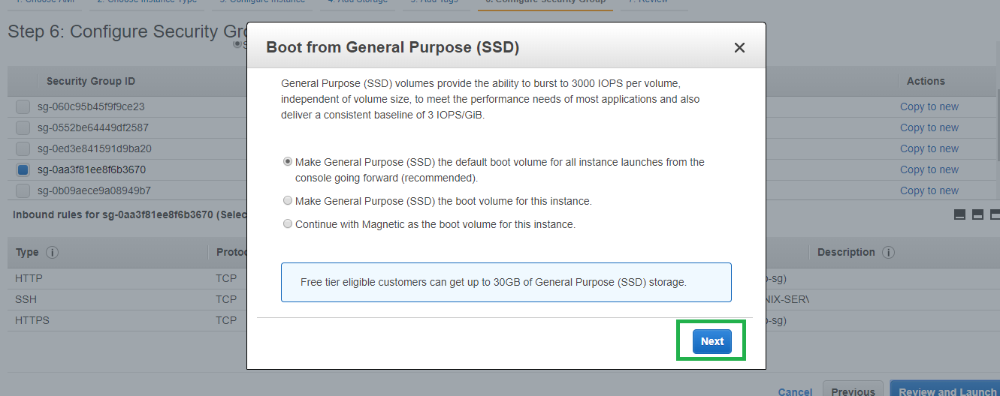 1. Choose AMI 2. Choose Instance Type 3. Configure Instance 4. Add Storage 5. Add Tags 6. Configure Security Group 7. Review
Step 6: Configure Security Gro
Boot from General Purpose (SSD)
General Purpose (SSD) volumes provide the ability to burst to 3000 IOPS per volume,
independent of volume size, to meet the performance needs of most applications and also
deliver a consistent baseline of 3 IOPS/GiB.
Make General Purpose (SSD) the default boot volume for all instance launches from the
console going forward (recommended).
Make General Purpose (SSD) the boot volume for this instance.
Continue with Magnetic as the boot volume for this instance.
Free tier eligible customers can get up to 30GB of General Purpose (SSD) storage.
Next
Security Group ID Actions
sg-060c95b45f9f9ce23 Copy to new
sg-0552be64449df2587 Copy to new
sg-0ed3e841591d9ba20 Copy to new
sg-0aa3f81ee8f6b3670 Copy to new
sg-0b09aece9a08949b7 Copy to new
Inbound rules for sg-0aa3f81ee8f6b3670 (Selec
Type Protoc Description
HTTP TCP o-sg)
SSH TCP NIX-SER\
HTTPS TCP o-sg)
Cancel Previous Review and Launch